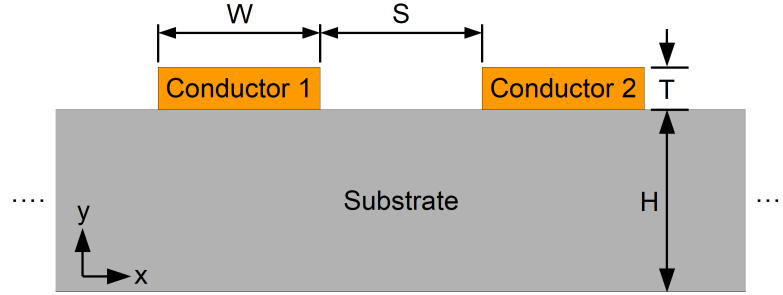 W
S
Conductor 1
Conductor 2
T
Substrate
H
....
...
y
x